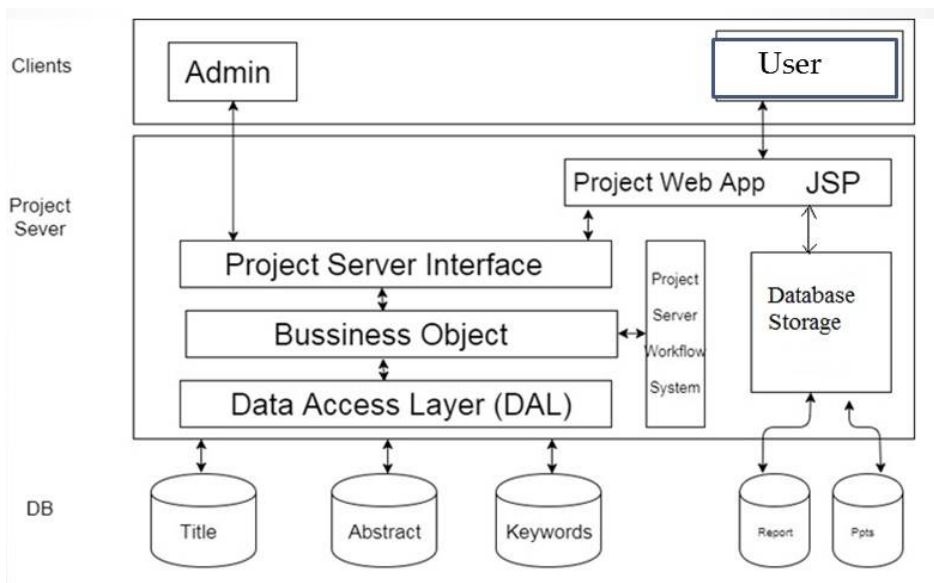 Clients
Admin
User
Project
Sever
Project Web App JSP
Project Server Interface
Project
Server
Workflow
System
Database
Storage
Bussiness Object
Data Access Layer (DAL)
DB
Title
Abstract
Keywords
Report
Ppts